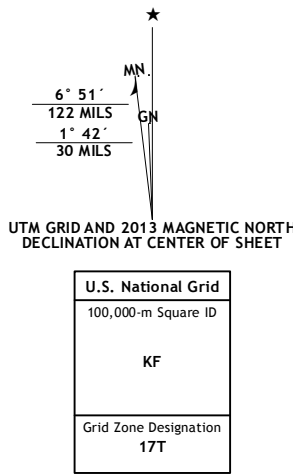 ★
MN
6° 51´
122 MILS
GN
1° 42´
30 MILS
UTM GRID AND 2013 MAGNETIC NORTH
DECLINATION AT CENTER OF SHEET
U.S. National Grid
100,000-m Square ID
KF
Grid Zone Designation
17T